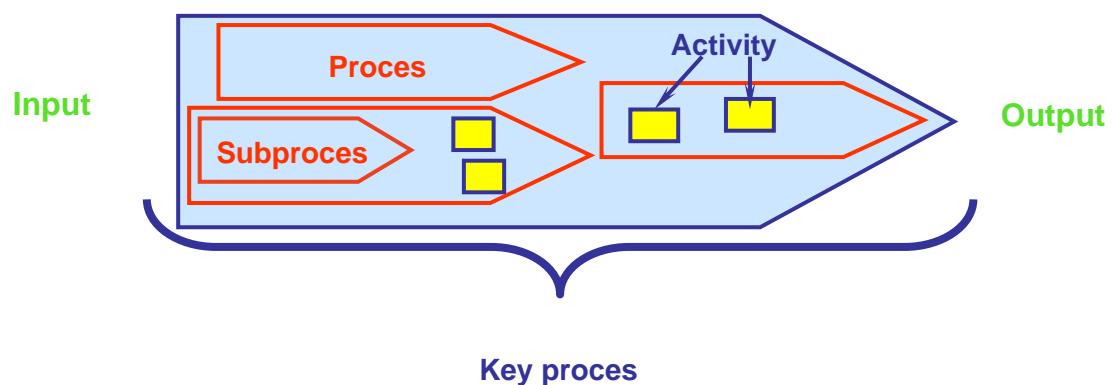 Activity
Proces
Input
Output
Subproces
Key proces